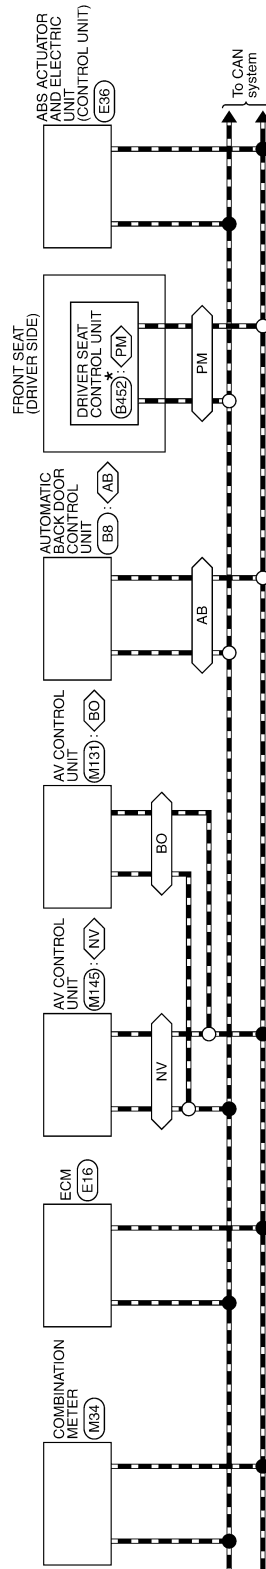 COMBINATION
METER
M34
ECM
E16
AV CONTROL
UNIT
M145 : NV
NV
AV CONTROL
UNIT
M131 : BO
BO
AUTOMATIC
BACK DOOR
CONTROL
UNIT
B8 : AB
AB
FRONT SEAT
(DRIVER SIDE)
DRIVER SEAT
CONTROL UNIT
*
B452 : PM
PM
ABS ACTUATOR
AND ELECTRIC
UNIT
(CONTROL UNIT)
E36
To CAN
system